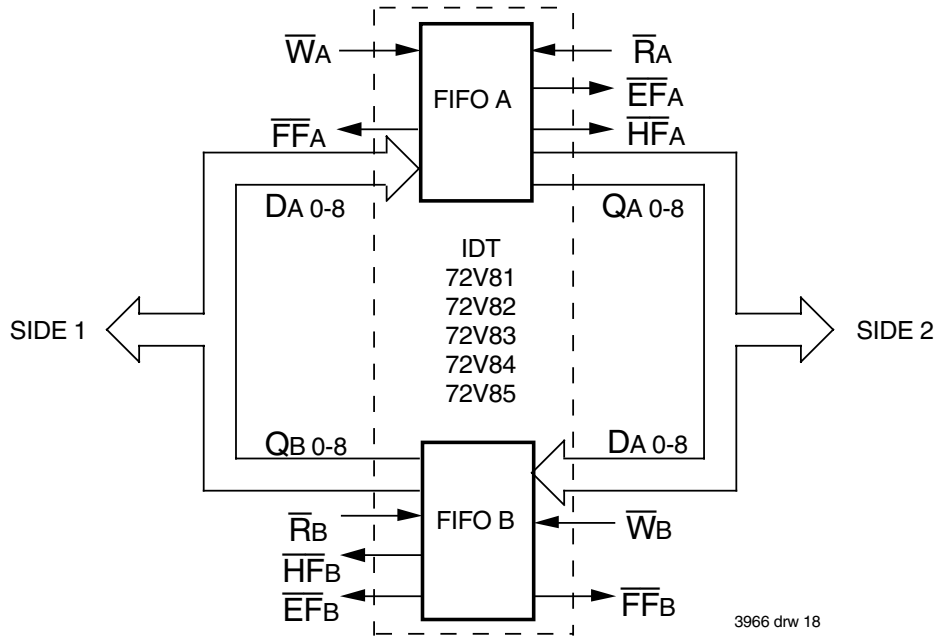 W̅A
R̅A
FIFO A
E̅F̅A
F̅F̅A
H̅F̅A
DA 0-8
QA 0-8
IDT
72V81
72V82
72V83
72V84
72V85
SIDE 1
SIDE 2
QB 0-8
DA 0-8
R̅B
FIFO B
W̅B
H̅F̅B
E̅F̅B
F̅F̅B
3966 drw 18